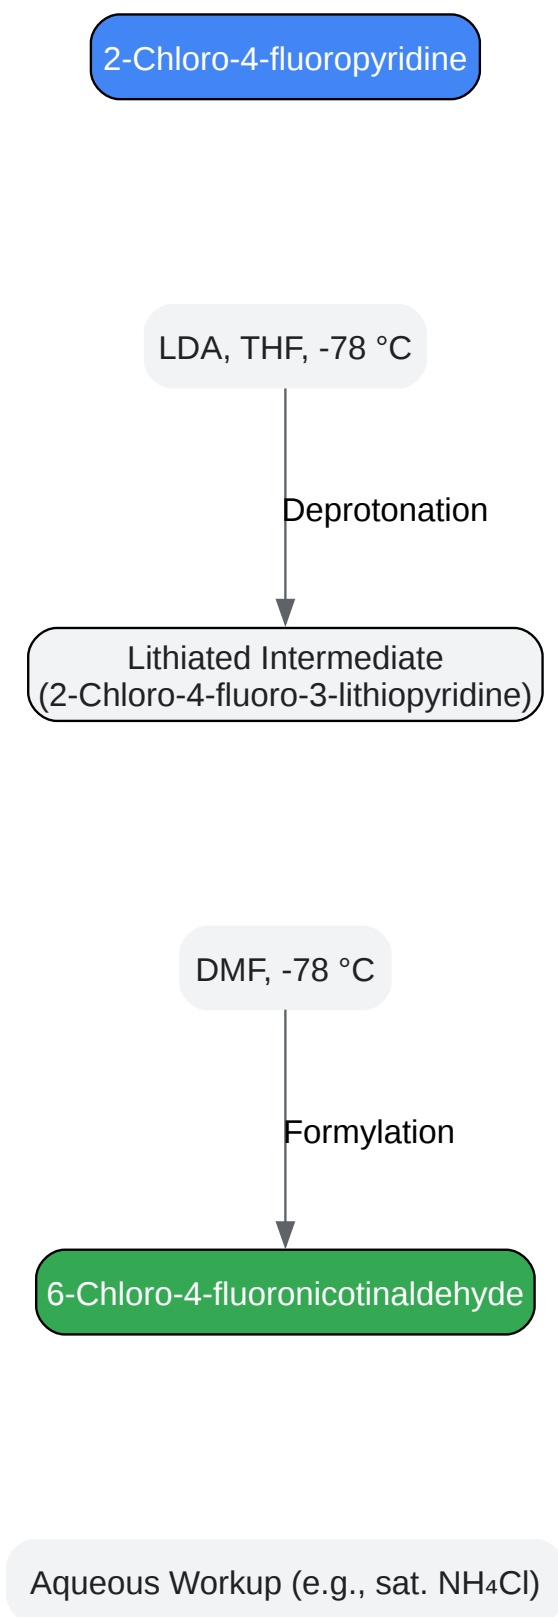 2-Chloro-4-fluoropyridine
LDA, THF, -78 °C
Deprotonation
Lithiated Intermediate
(2-Chloro-4-fluoro-3-lithiopyridine)
DMF, -78 °C
Formylation
6-Chloro-4-fluoronicotinaldehyde
Aqueous Workup (e.g., sat. NH₄Cl)